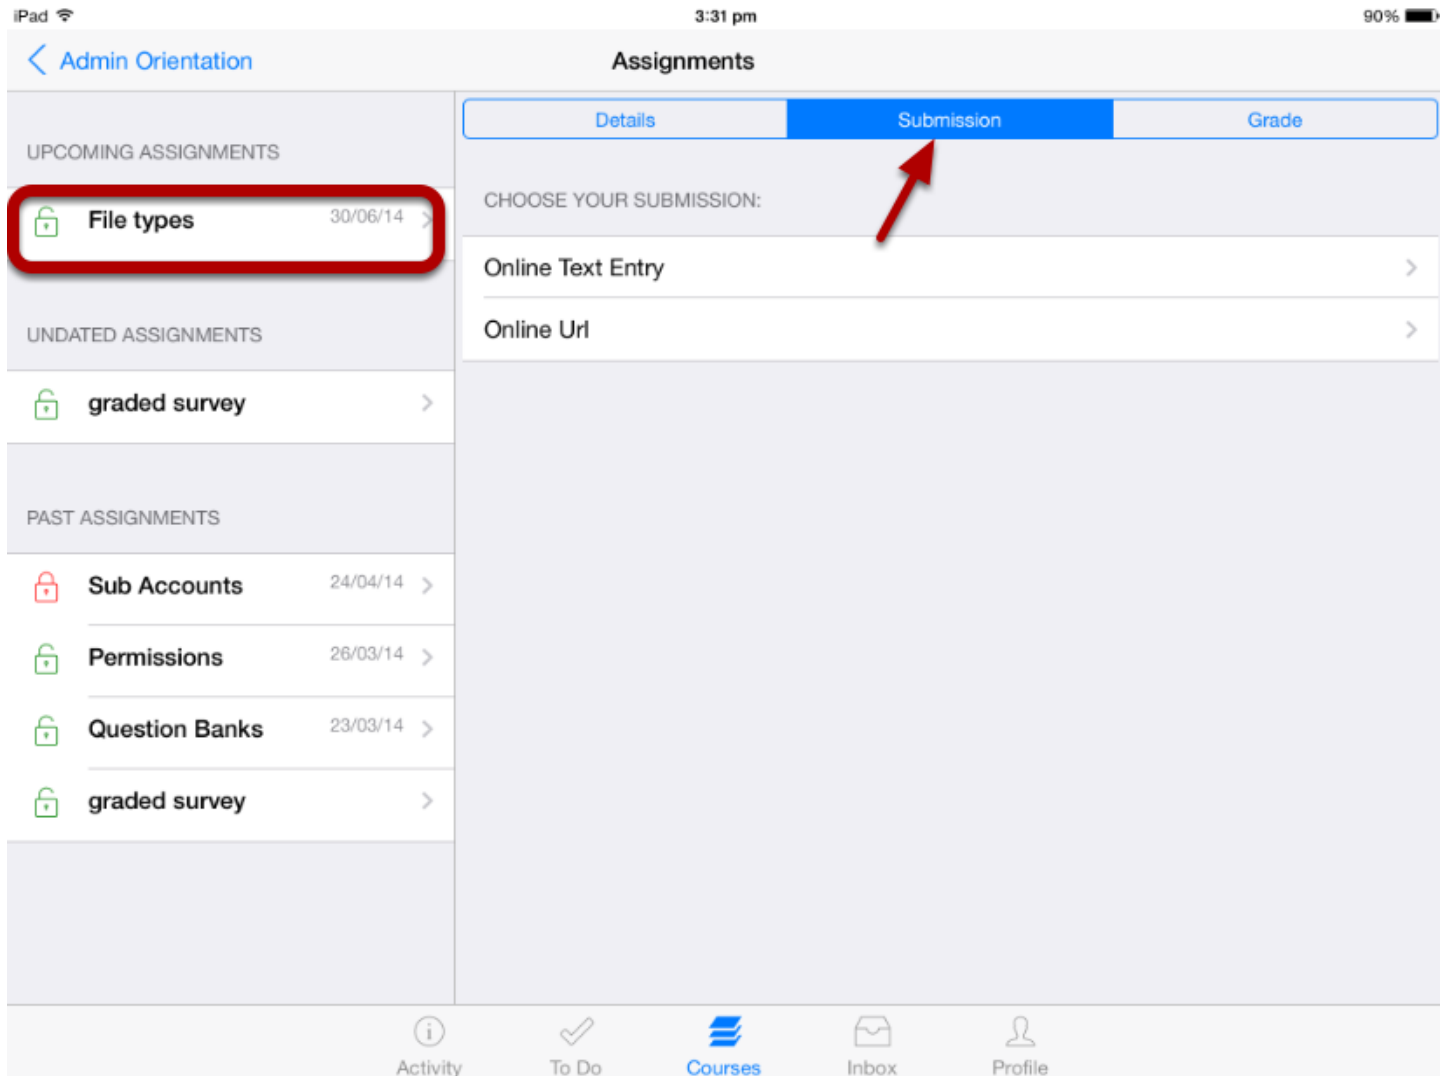 iPad 3:31 pm 90%
Admin Orientation Assignments
Details Submission Grade
UPCOMING ASSIGNMENTS
File types 30/06/14
UNDATED ASSIGNMENTS
graded survey
PAST ASSIGNMENTS
Sub Accounts 24/04/14
Permissions 26/03/14
Question Banks 23/03/14
graded survey
CHOOSE YOUR SUBMISSION:
Online Text Entry
Online Url
Activity To Do Courses Inbox Profile